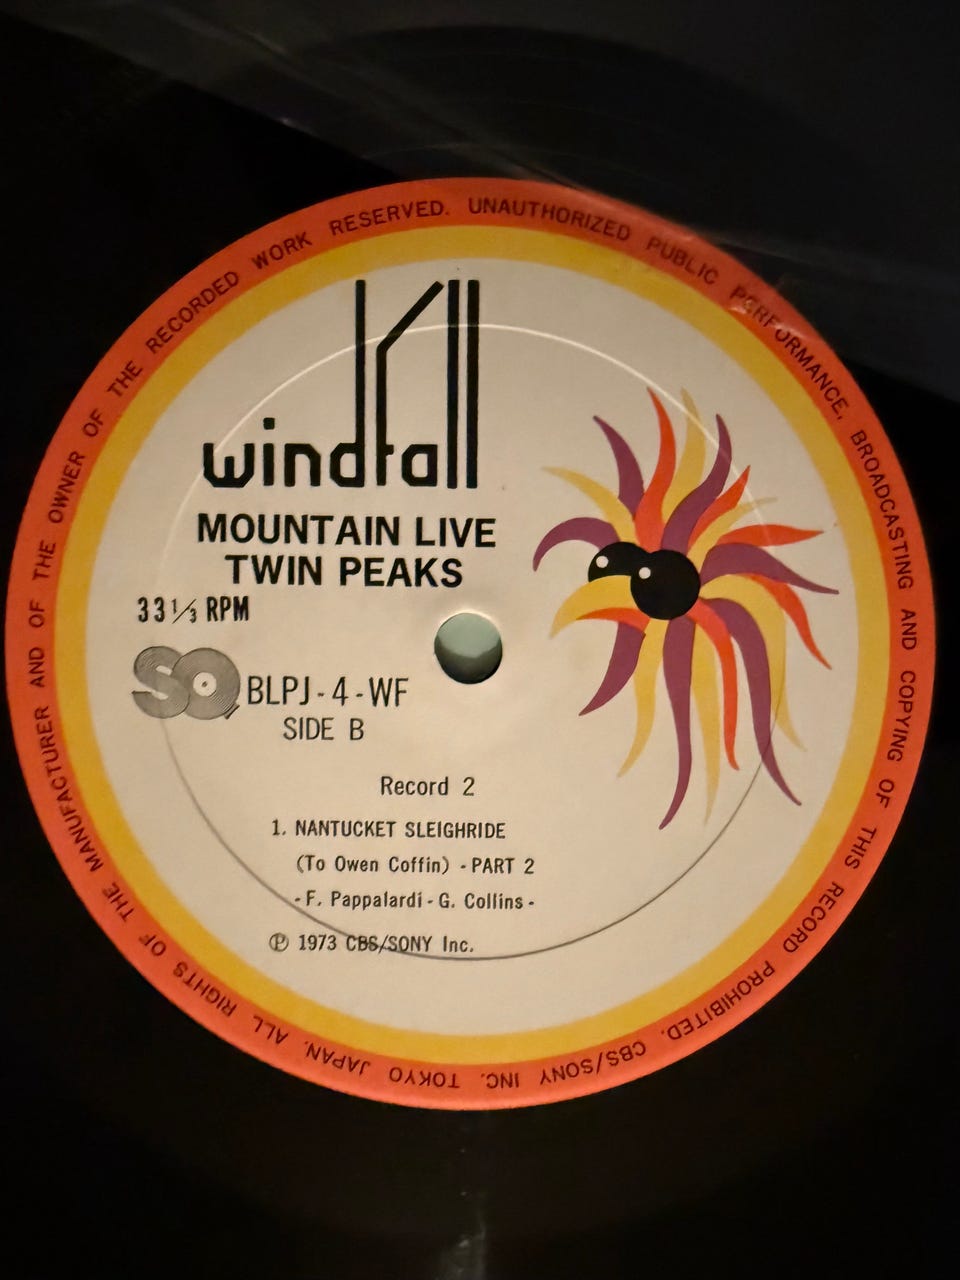 windfall
MOUNTAIN LIVE
TWIN PEAKS
33 1/3 RPM
SQ
BLPJ-4-WF
SIDE B
Record 2
1. NANTUCKET SLEIGHRIDE
(To Owen Coffin) - PART 2
- F. Pappalardi - G. Collins -
℗ 1973 CBS/SONY Inc.
ALL RIGHTS OF THE MANUFACTURER AND OF THE OWNER OF THE RECORDED WORK RESERVED. UNAUTHORIZED PUBLIC PERFORMANCE, BROADCASTING AND COPYING OF THIS RECORD PROHIBITED. CBS/SONY INC. TOKYO JAPAN.